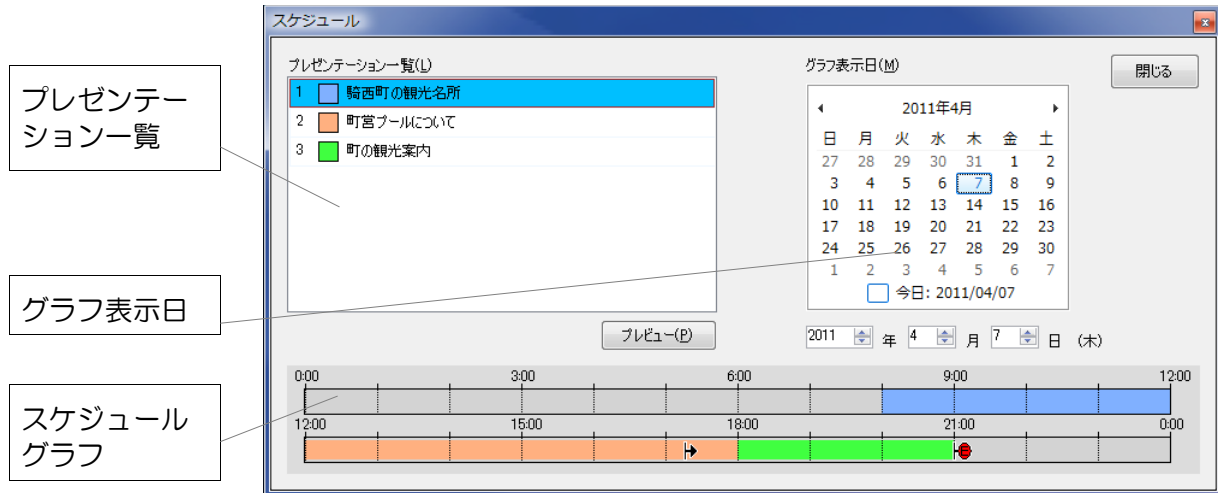 スケジュール
プレゼンテーション一覧(L)
1 騎西町の観光名所
2 町営プールについて
3 町の観光案内
プレビュー(P)
グラフ表示日(M)
閉じる
2011年4月
日 月 火 水 木 金 土
27 28 29 30 31 1 2
3 4 5 6 7 8 9
10 11 12 13 14 15 16
17 18 19 20 21 22 23
24 25 26 27 28 29 30
1 2 3 4 5 6 7
今日: 2011/04/07
2011 年 4 月 7 日 (木)
0:00 3:00 6:00 9:00 12:00
12:00 15:00 18:00 21:00 0:00
プレゼンテー
ション一覧
グラフ表示日
スケジュール
グラフ